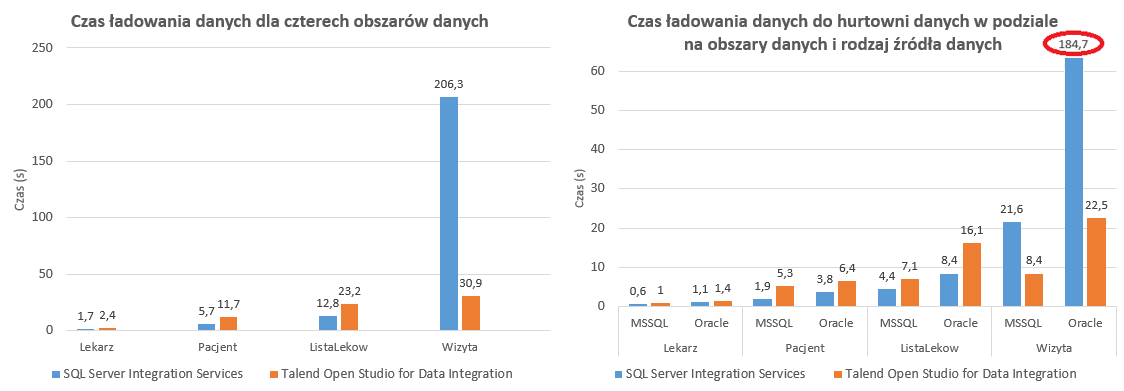 Czas ładowania danych dla czterech obszarów danych
250
200
150
100
50
0
Czas (s)
1,7 2,4
5,7 11,7
12,8 23,2
206,3
30,9
Lekarz Pacjent ListaLekow Wizyta
SQL Server Integration Services Talend Open Studio for Data Integration
Czas ładowania danych do hurtowni danych w podziale
na obszary danych i rodzaj źródła danych
184,7
60
50
40
30
20
10
0
Czas (s)
0,6 1
1,1 1,4
1,9 5,3
3,8 6,4
4,4 7,1
8,4 16,1
21,6 8,4
22,5
MSSQL Oracle MSSQL Oracle MSSQL Oracle MSSQL Oracle
Lekarz Pacjent ListaLekow Wizyta
SQL Server Integration Services Talend Open Studio for Data Integration